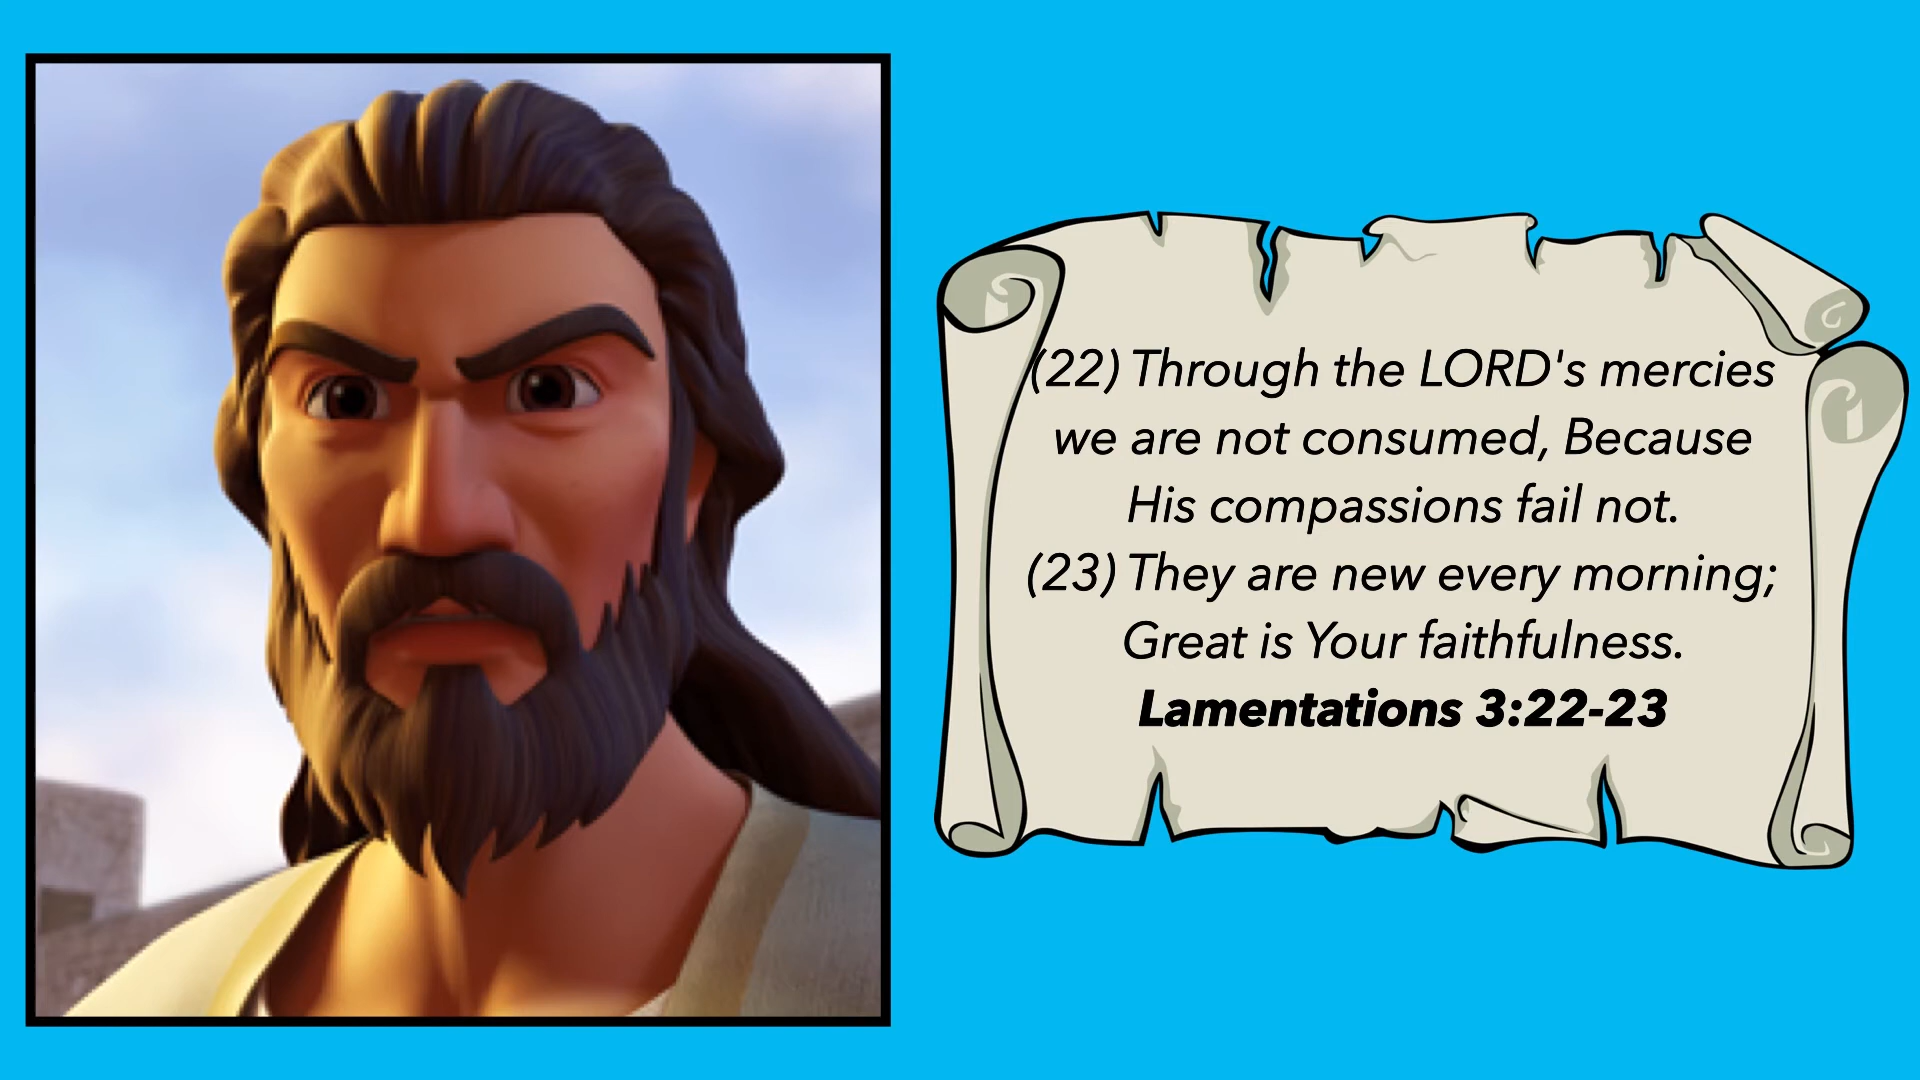 (22) Through the LORD's mercies
we are not consumed, Because
His compassions fail not.
(23) They are new every morning;
Great is Your faithfulness.
Lamentations 3:22-23